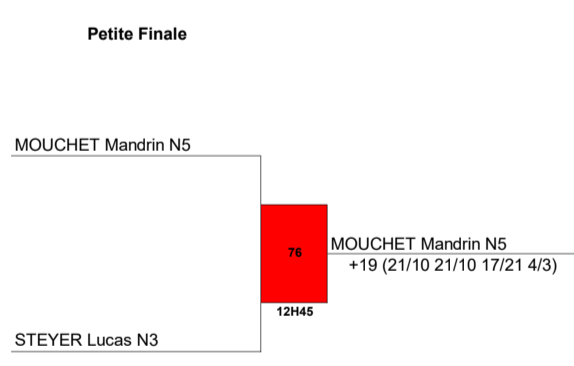 Petite Finale
MOUCHET Mandrin N5
76
MOUCHET Mandrin N5
+19 (21/10 21/10 17/21 4/3)
12H45
STEYER Lucas N3